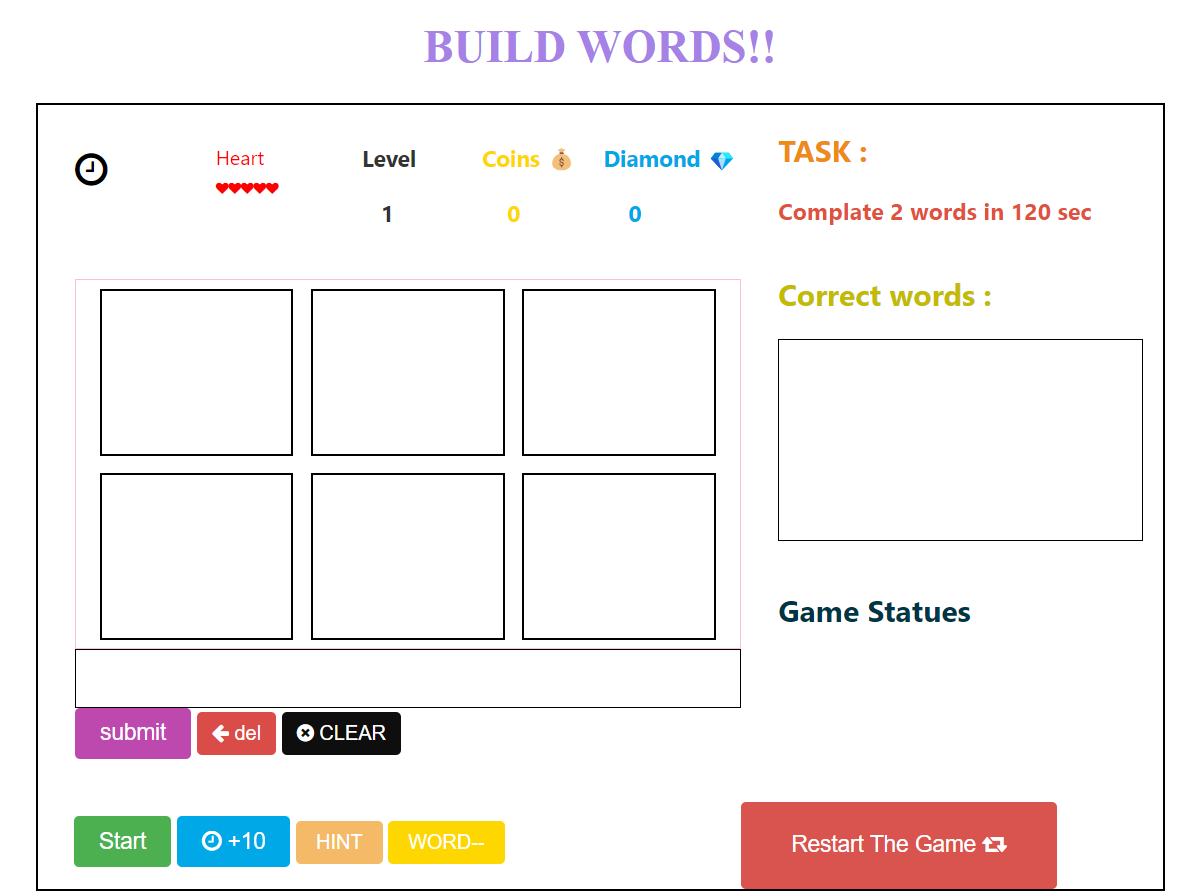 BUILD WORDS!!
Heart
Level
Coins 💰
Diamond 💎
1
0
0
TASK :
Complate 2 words in 120 sec
Correct words :
Game Statues
submit
del
CLEAR
Start
+10
HINT
WORD--
Restart The Game